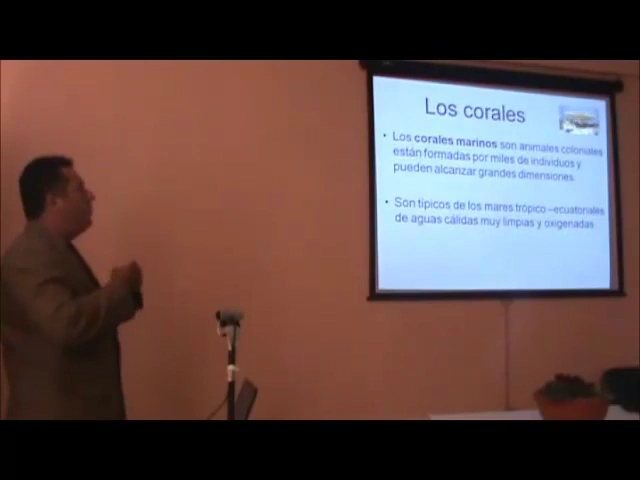 Los corales
• Los corales marinos son animales coloniales
están formadas por miles de individuos y
pueden alcanzar grandes dimensiones.
• Son típicos de los mares trópico –ecuatoriales
de aguas cálidas muy limpias y oxigenadas